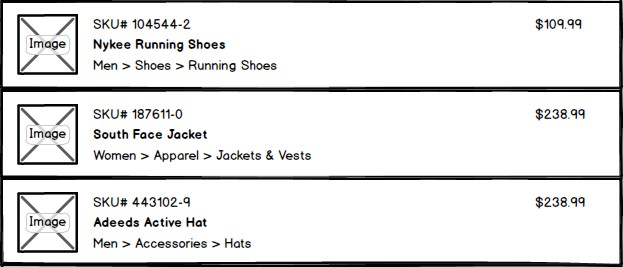 SKU# 104544-2 $109.99
Image
Nykee Running Shoes
Men > Shoes > Running Shoes
SKU# 187611-0 $238.99
Image
South Face Jacket
Women > Apparel > Jackets & Vests
SKU# 443102-9 $238.99
Image
Adeeds Active Hat
Men > Accessories > Hats